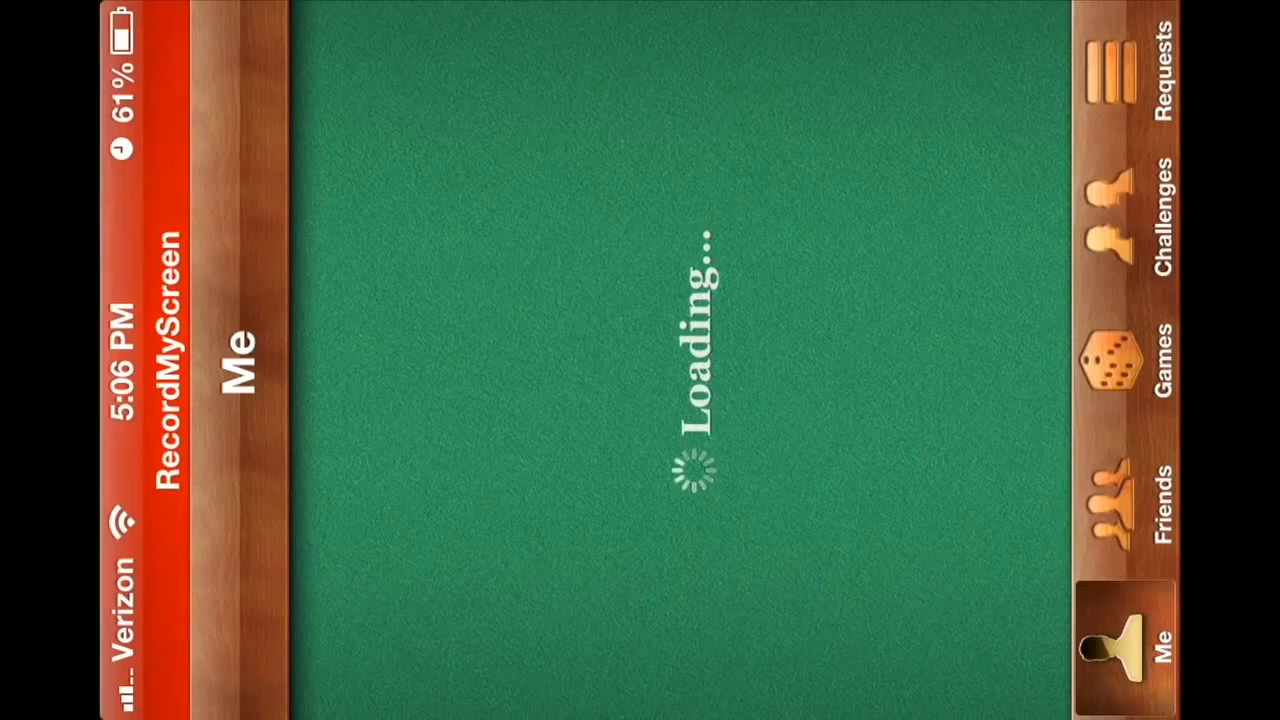 Verizon 5:06 PM 61%
RecordMyScreen
Me
Loading...
Me Friends Games Challenges Requests